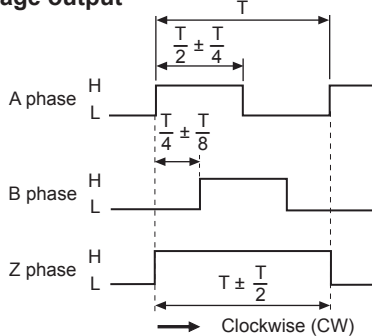 age output
T
T/2 ± T/4
A phase H
L
T/4 ± T/8
B phase H
L
Z phase H
L
T ± T/2
Clockwise (CW)